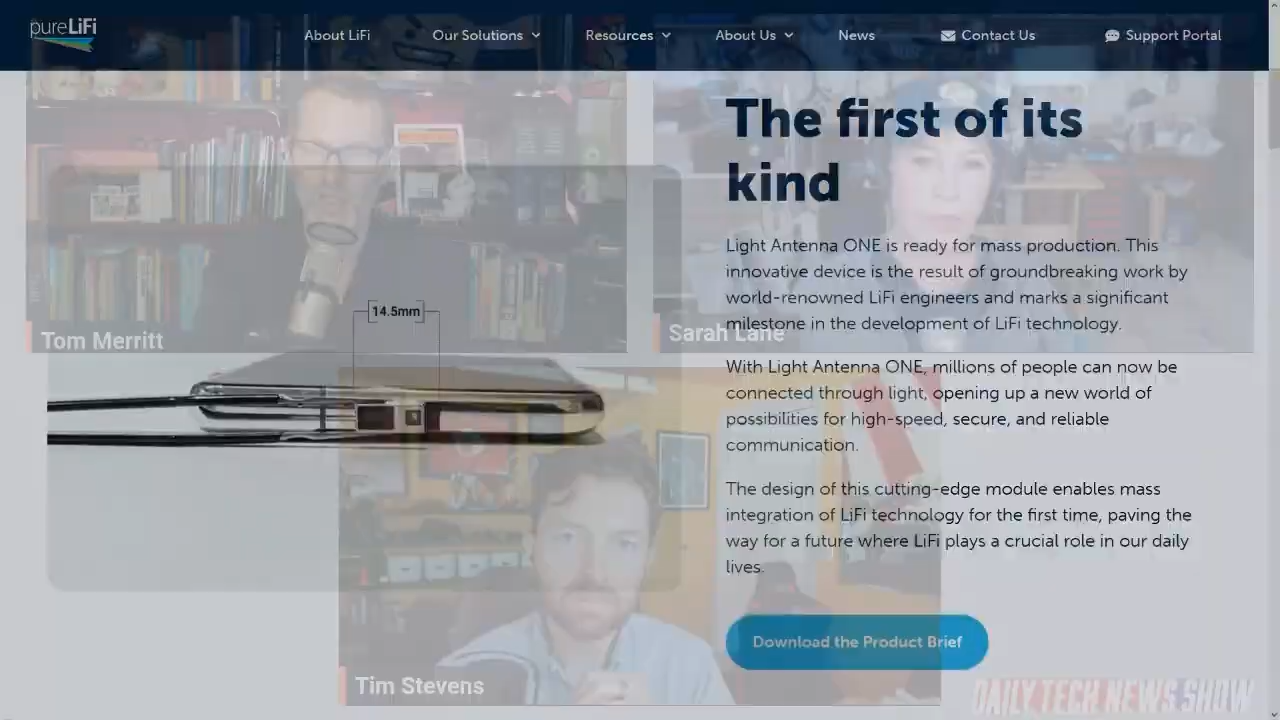 pureLiFi
About LiFi
Our Solutions
Resources
About Us
News
Contact Us
Support Portal
The first of its
kind
Light Antenna ONE is ready for mass production. This
innovative device is the result of groundbreaking work by
world-renowned LiFi engineers and marks a significant
milestone in the development of LiFi technology.
With Light Antenna ONE, millions of people can now be
connected through light, opening up a new world of
possibilities for high-speed, secure, and reliable
communication.
The design of this cutting-edge module enables mass
integration of LiFi technology for the first time, paving the
way for a future where LiFi plays a crucial role in our daily
lives.
Download the Product Brief
14.5mm
Tom Merritt
Sarah Lane
Tim Stevens
DAILY TECH NEWS SHOW